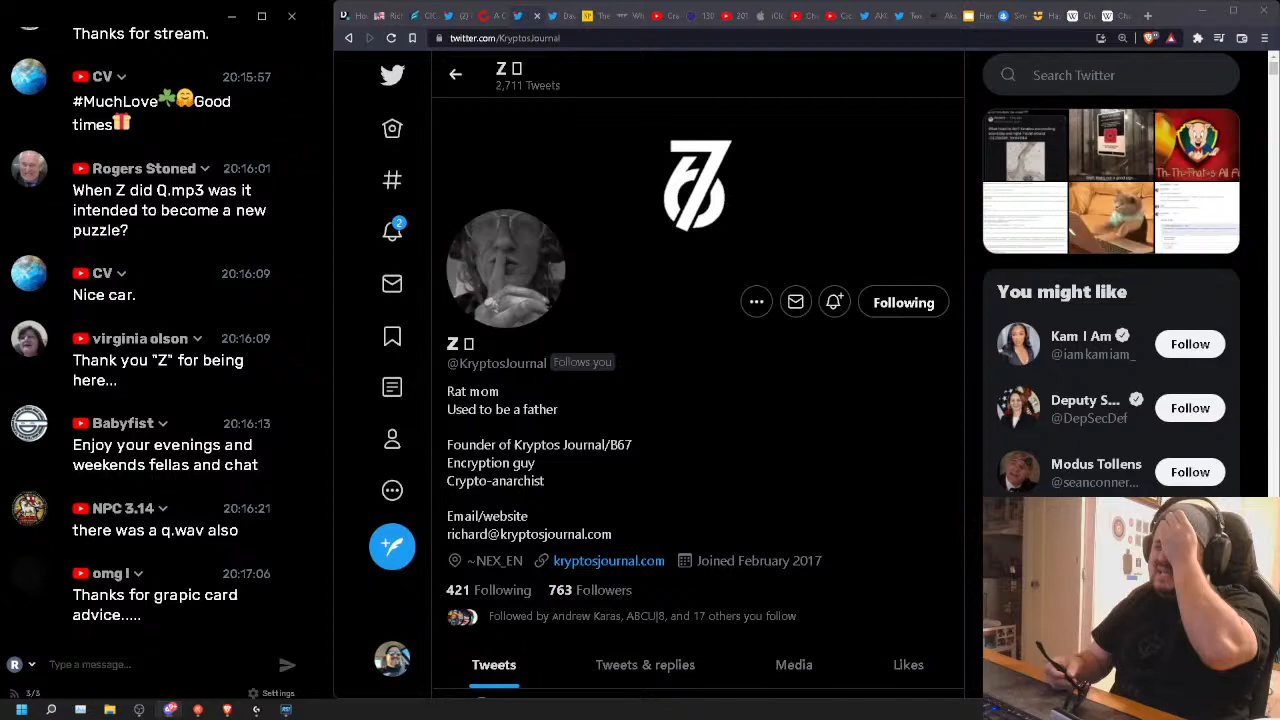 Thanks for stream.
CV
20:15:57
#MuchLove☘🤗Good
times🎁
Rogers Stoned
20:16:01
When Z did Q.mp3 was it
intended to become a new
puzzle?
CV
20:16:09
Nice car.
virginia olson
20:16:09
Thank you "Z" for being
here...
Babyfist
20:16:13
Enjoy your evenings and
weekends fellas and chat
NPC 3.14
20:16:21
there was a q.wav also
omg I
20:17:06
Thanks for grapic card
advice.....
R
Type a message...
3/3
Settings
twitter.com/KryptosJournal
Z
2,711 Tweets
2
Following
Z
@KryptosJournal Follows you
Rat mom
Used to be a father
Founder of Kryptos Journal/B67
Encryption guy
Crypto-anarchist
Email/website
richard@kryptosjournal.com
~NEX_EN kryptosjournal.com Joined February 2017
421 Following 763 Followers
Followed by Andrew Karas, ABCU|8, and 17 others you follow
Tweets
Tweets & replies
Media
Likes
Search Twitter
You might like
Kam I Am
@iamkamiam_
Follow
Deputy S...
@DepSecDef
Follow
Modus Tollens
@seanconner...
Follow